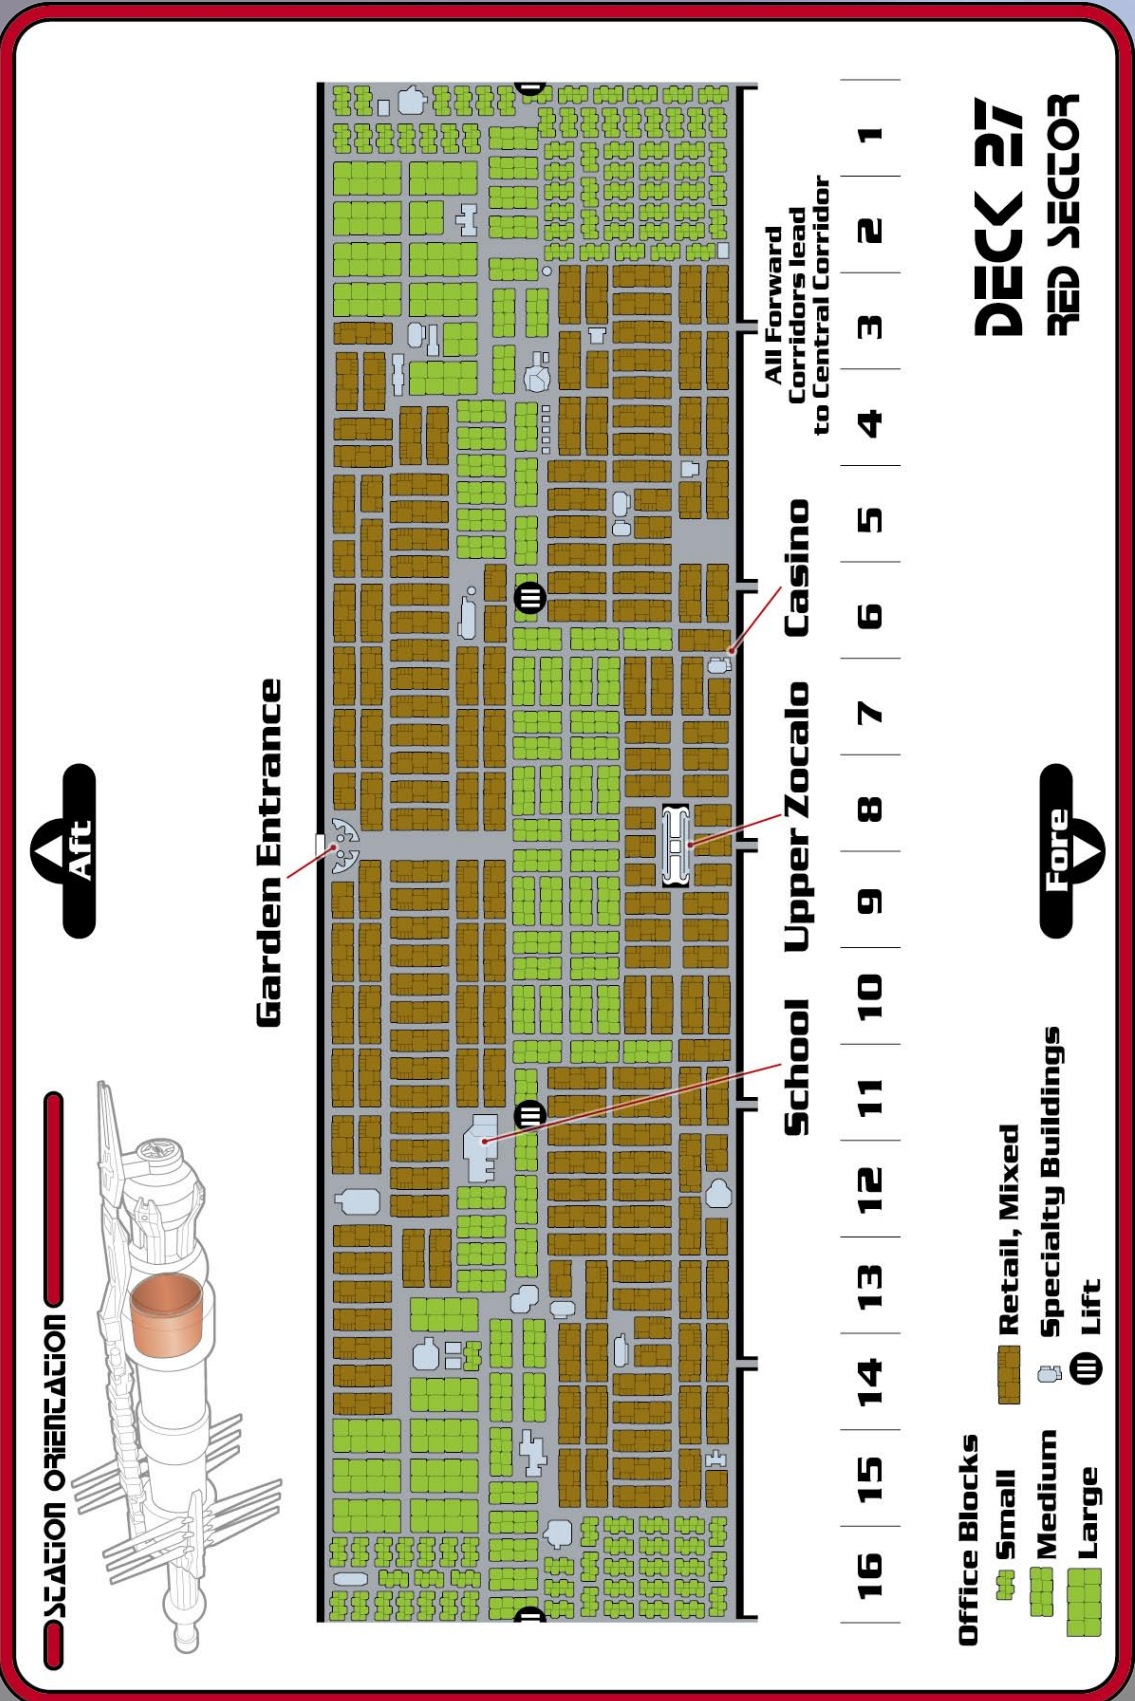 DECK 27
RED SECTOR
STATION ORIENTATION
Aft
Fore
Garden Entrance
All Forward
Corridors lead
to Central Corridor
School
Upper Zocalo
Casino
16
15
14
13
12
11
10
9
8
7
6
5
4
3
2
1
Office Blocks
Small
Medium
Large
Retail, Mixed
Specialty Buildings
Lift